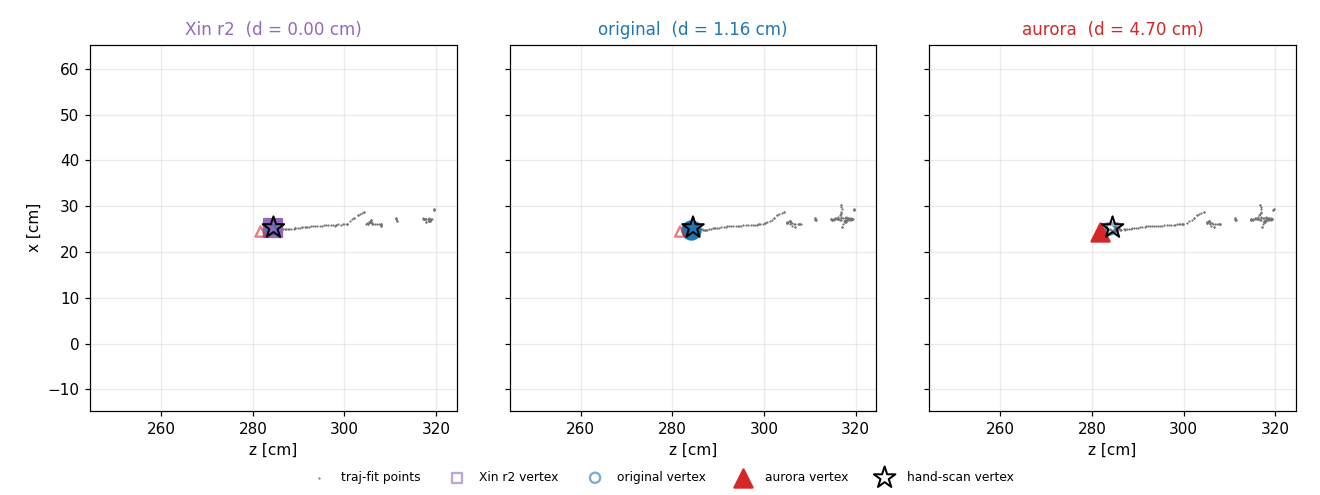 Xin r2  (d = 0.00 cm)
original  (d = 1.16 cm)
aurora  (d = 4.70 cm)
x [cm]
60
50
40
30
20
10
0
−10
260 280 300 320
260 280 300 320
260 280 300 320
z [cm]
z [cm]
z [cm]
traj-fit points
Xin r2 vertex
original vertex
aurora vertex
hand-scan vertex